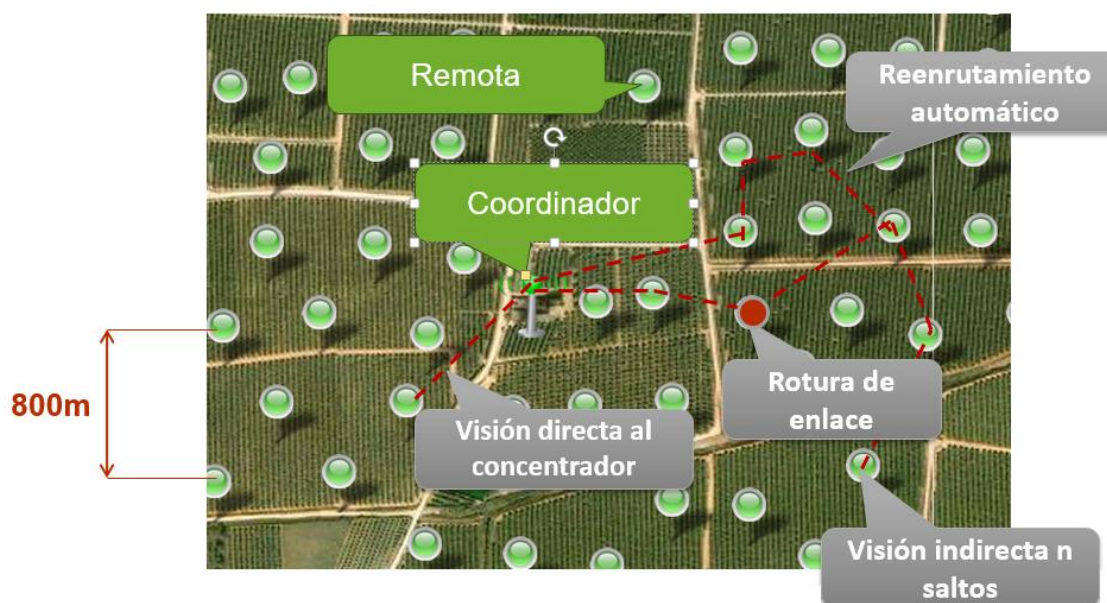 Remota
Reenrutamiento
automático
Coordinador
800m
Rotura de
enlace
Visión directa al
concentrador
Visión indirecta n
saltos